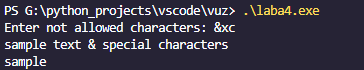 PS G:\python_projects\vscode\vuz> .\laba4.exe
Enter not allowed characters: &xc
sample text & special characters
sample